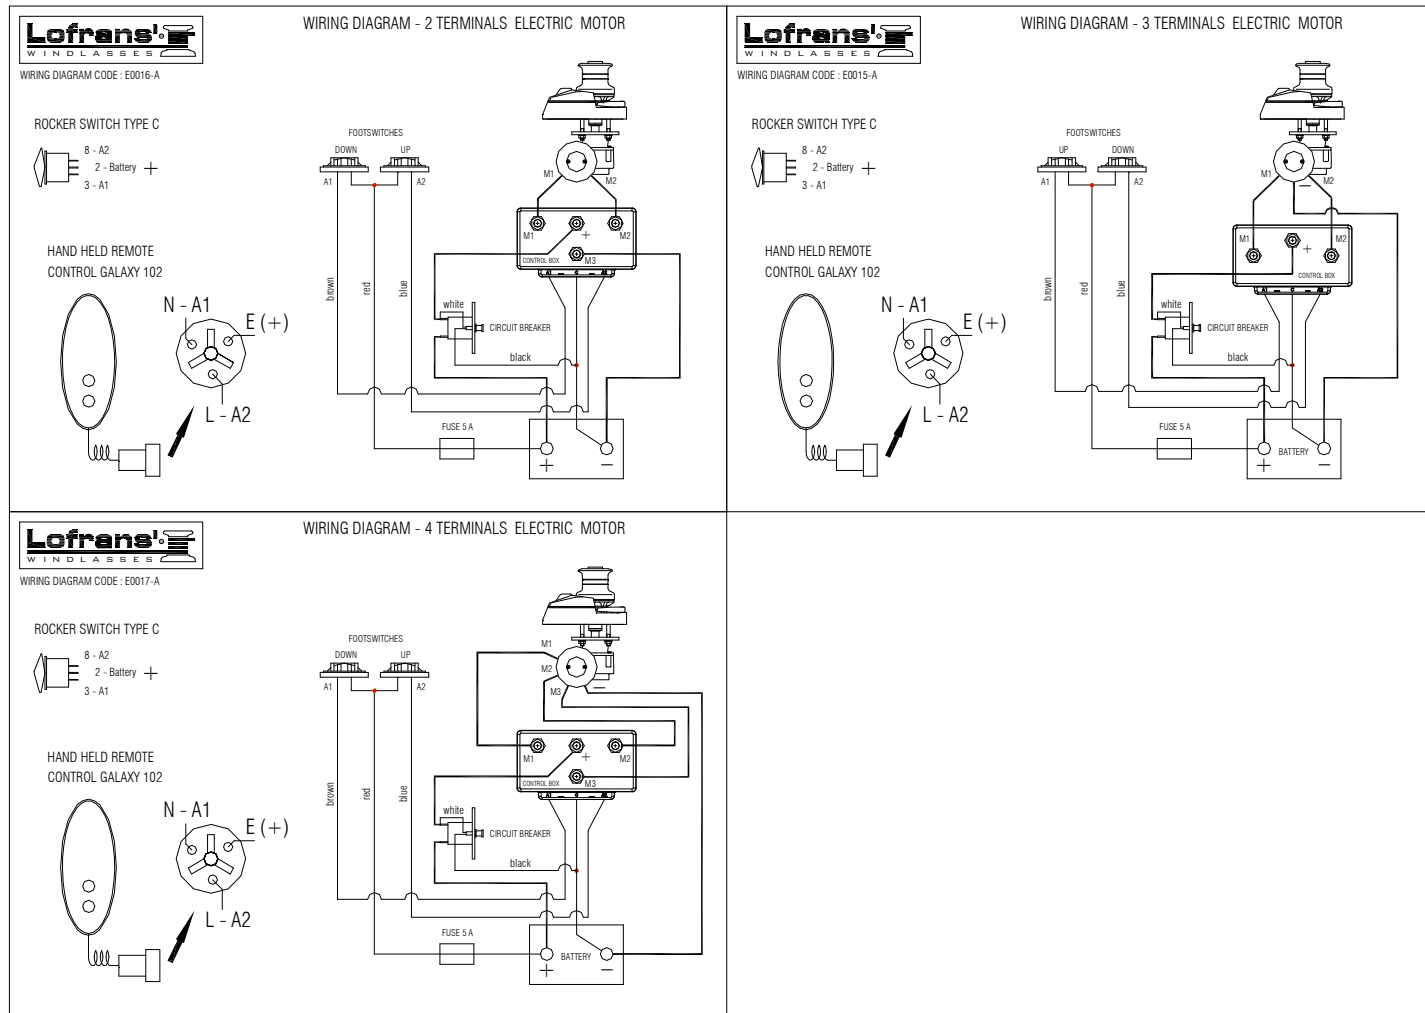 Lofrans'
WINDLASSES
WIRING DIAGRAM - 2 TERMINALS ELECTRIC MOTOR
WIRING DIAGRAM CODE : E0016-A
ROCKER SWITCH TYPE C
8 - A2
2 - Battery +
3 - A1
FOOTSWITCHES
DOWN UP
A1 A2
M1 M2
M1 + M2
M3
CONTROL BOX
HAND HELD REMOTE
CONTROL GALAXY 102
N - A1
E (+)
L - A2
brown
red
blue
white
CIRCUIT BREAKER
black
FUSE 5 A
+ −
Lofrans'
WINDLASSES
WIRING DIAGRAM - 3 TERMINALS ELECTRIC MOTOR
WIRING DIAGRAM CODE : E0015-A
ROCKER SWITCH TYPE C
8 - A2
2 - Battery +
3 - A1
FOOTSWITCHES
UP DOWN
A1 A2
M1 − M2
M1 + M2
CONTROL BOX
HAND HELD REMOTE
CONTROL GALAXY 102
N - A1
E (+)
L - A2
brown
red
blue
white
CIRCUIT BREAKER
black
FUSE 5 A
BATTERY
+ −
Lofrans'
WINDLASSES
WIRING DIAGRAM - 4 TERMINALS ELECTRIC MOTOR
WIRING DIAGRAM CODE : E0017-A
ROCKER SWITCH TYPE C
8 - A2
2 - Battery +
3 - A1
FOOTSWITCHES
DOWN UP
A1 A2
M1
M2
M3 −
M1 + M2
M3
CONTROL BOX
HAND HELD REMOTE
CONTROL GALAXY 102
N - A1
E (+)
L - A2
brown
red
blue
white
CIRCUIT BREAKER
black
FUSE 5 A
BATTERY
+ −